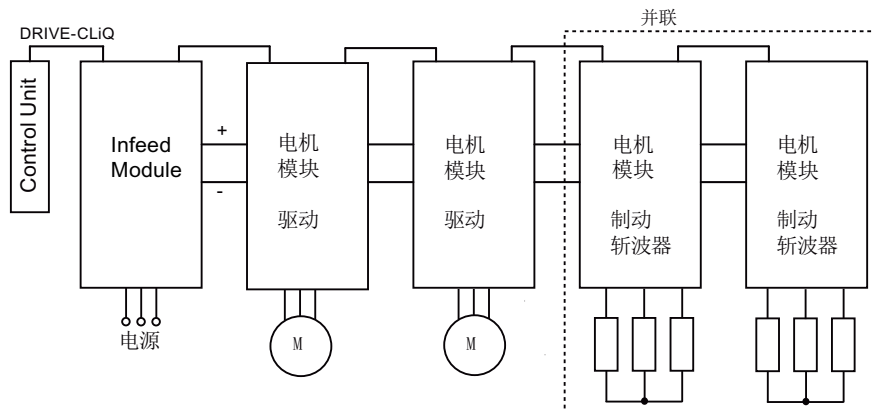 并联
DRIVE-CLiQ
Control Unit
Infeed
Module
+
-
电源
电机
模块
驱动
M
电机
模块
驱动
M
电机
模块
制动
斩波器
电机
模块
制动
斩波器